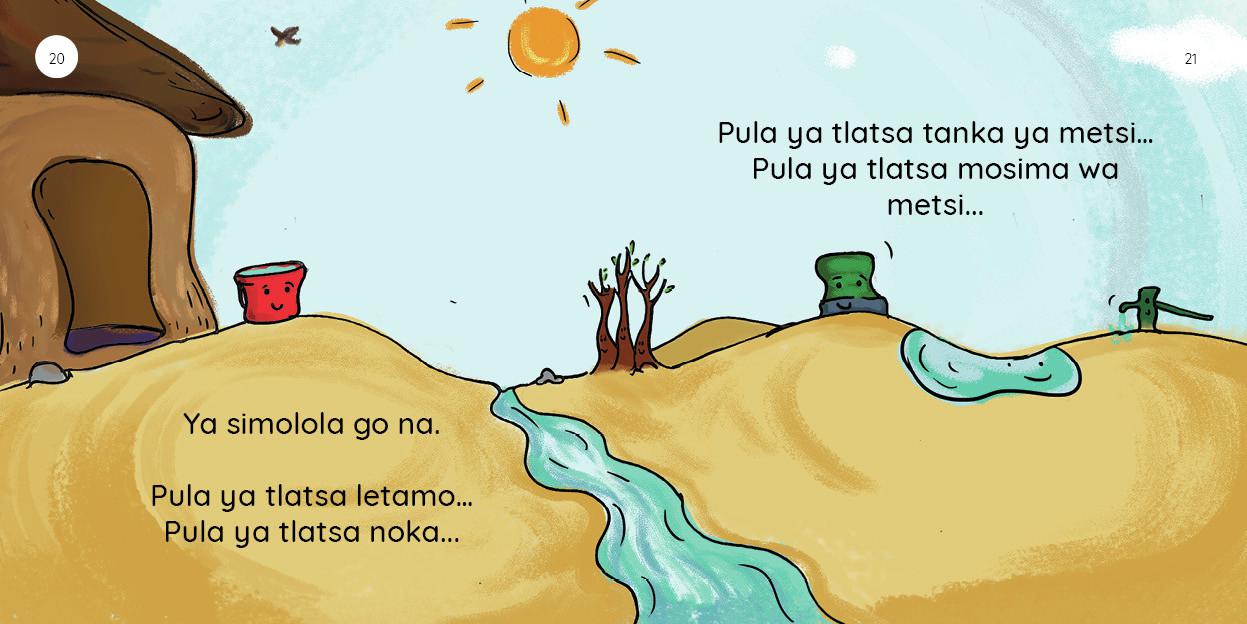 20
Ya simolola go na.
Pula ya tlatsa letamo...
Pula ya tlatsa noka...
21
Pula ya tlatsa tanka ya metsi...
Pula ya tlatsa mosima wa
metsi...